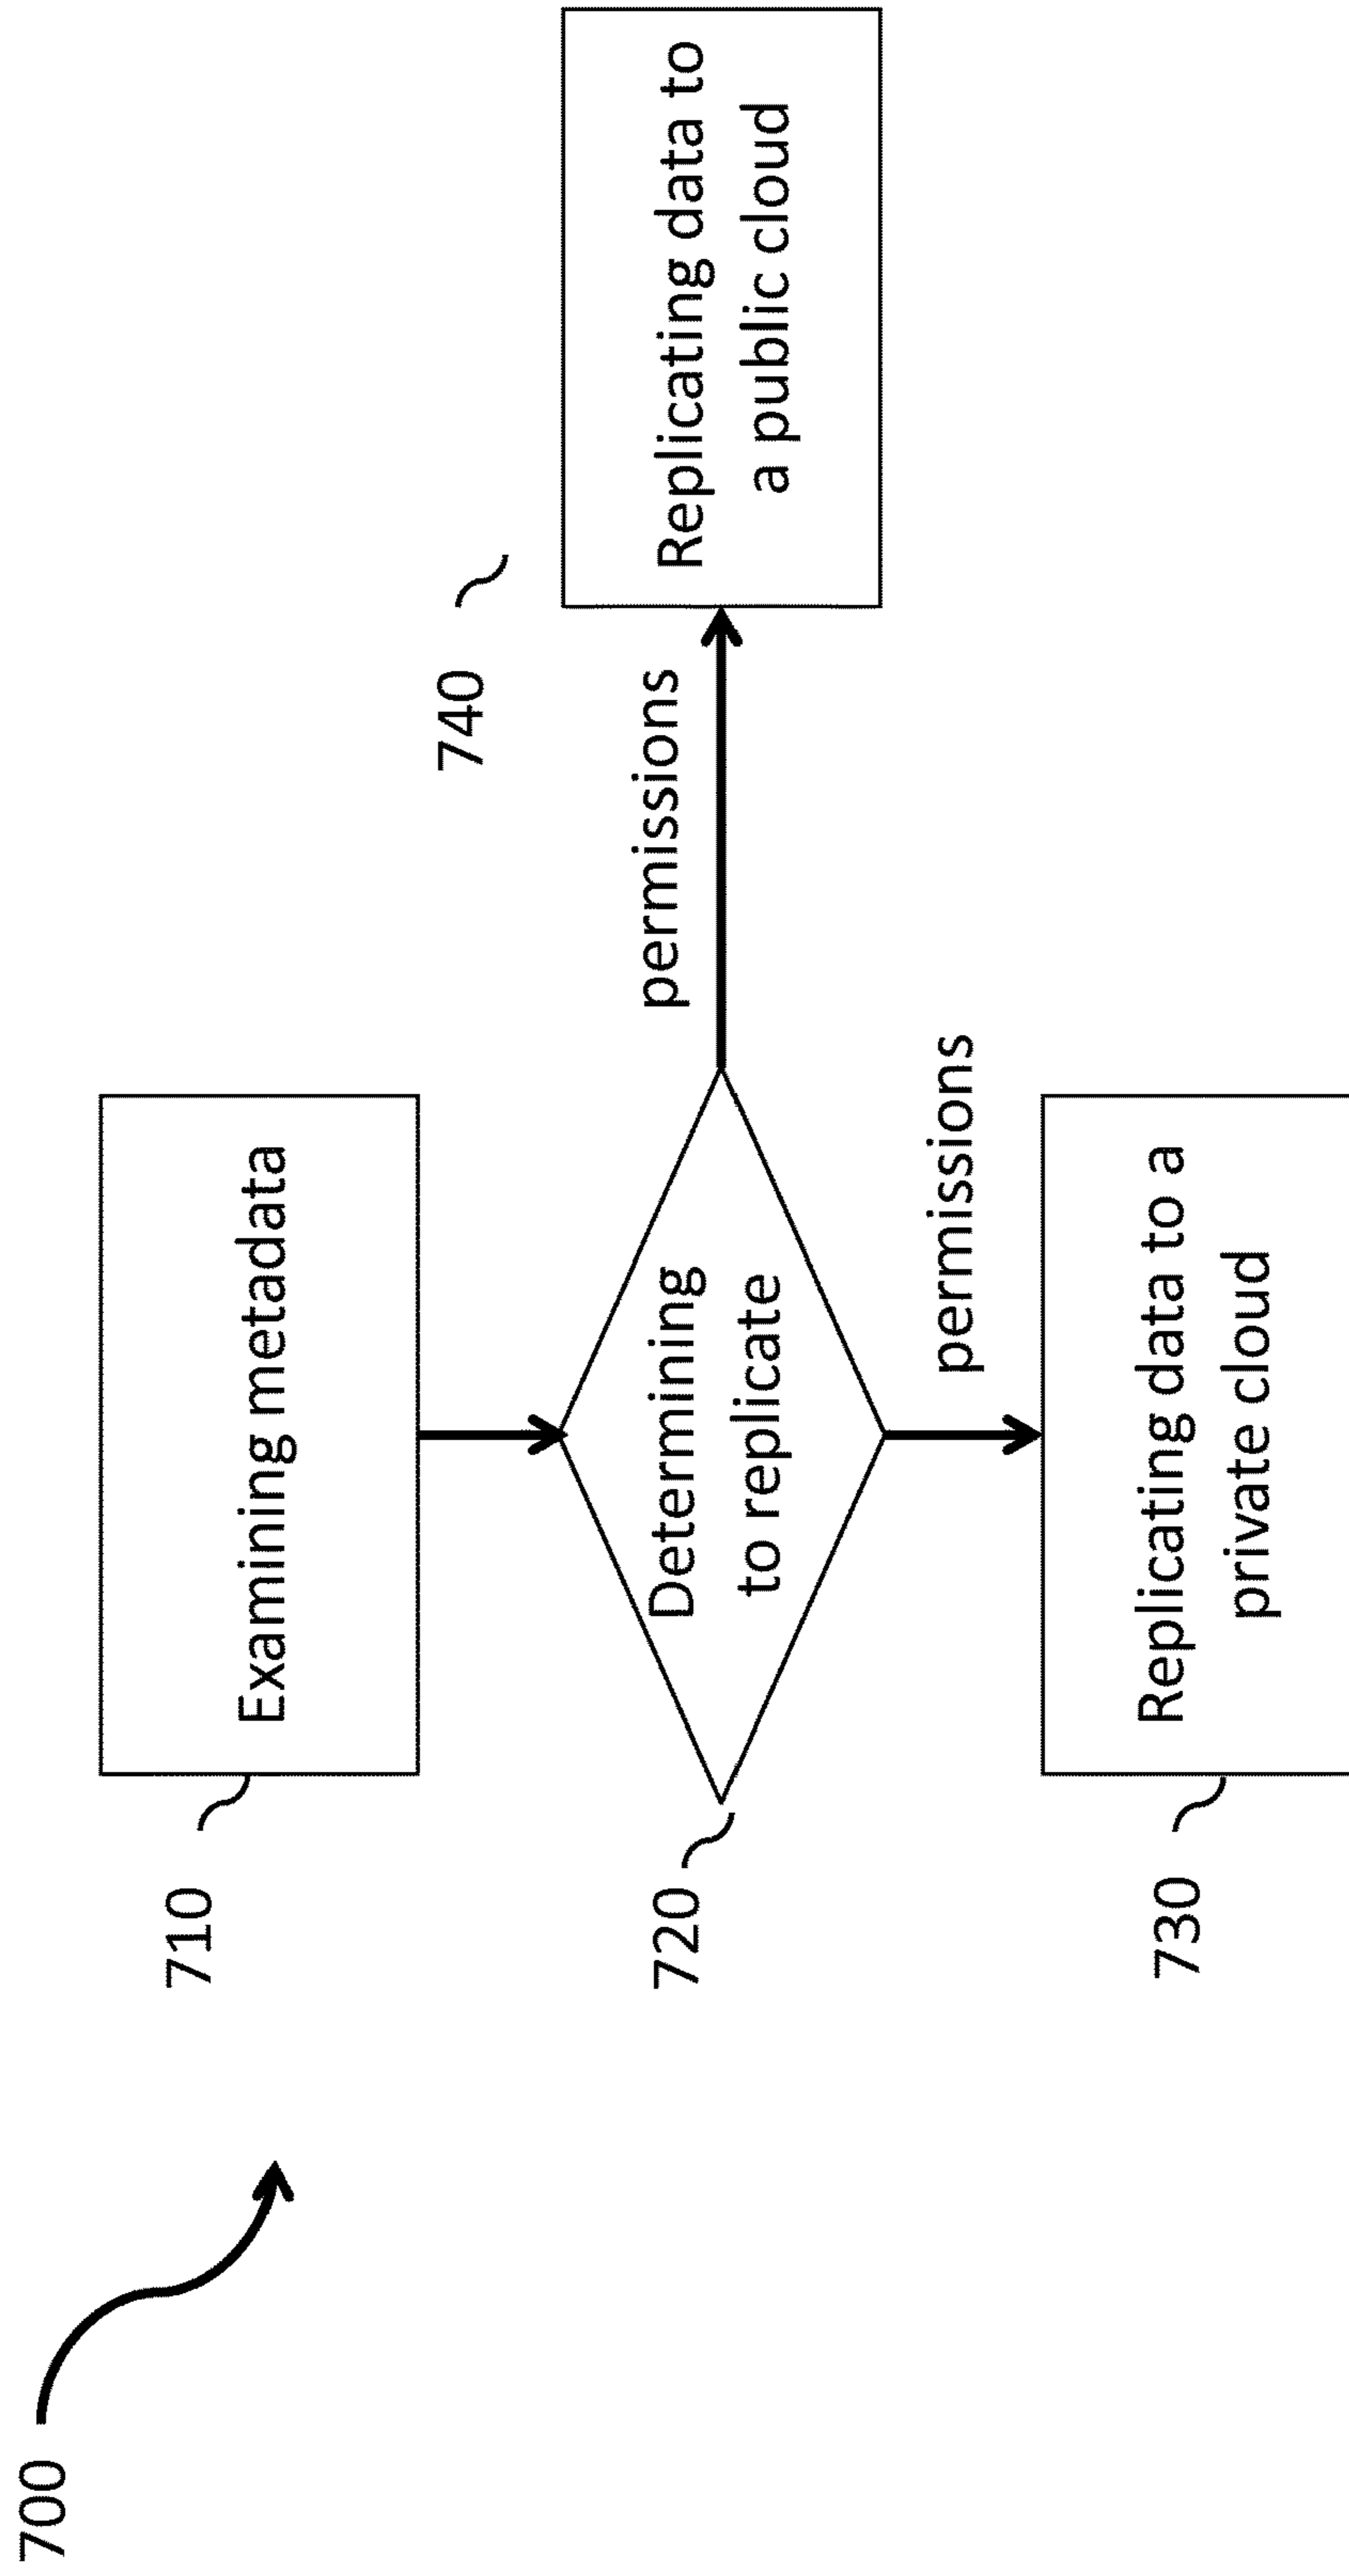 700
710
Examining metadata
740
720
Determining
to replicate
permissions
Replicating data to
a public cloud
permissions
730
Replicating data to a
private cloud